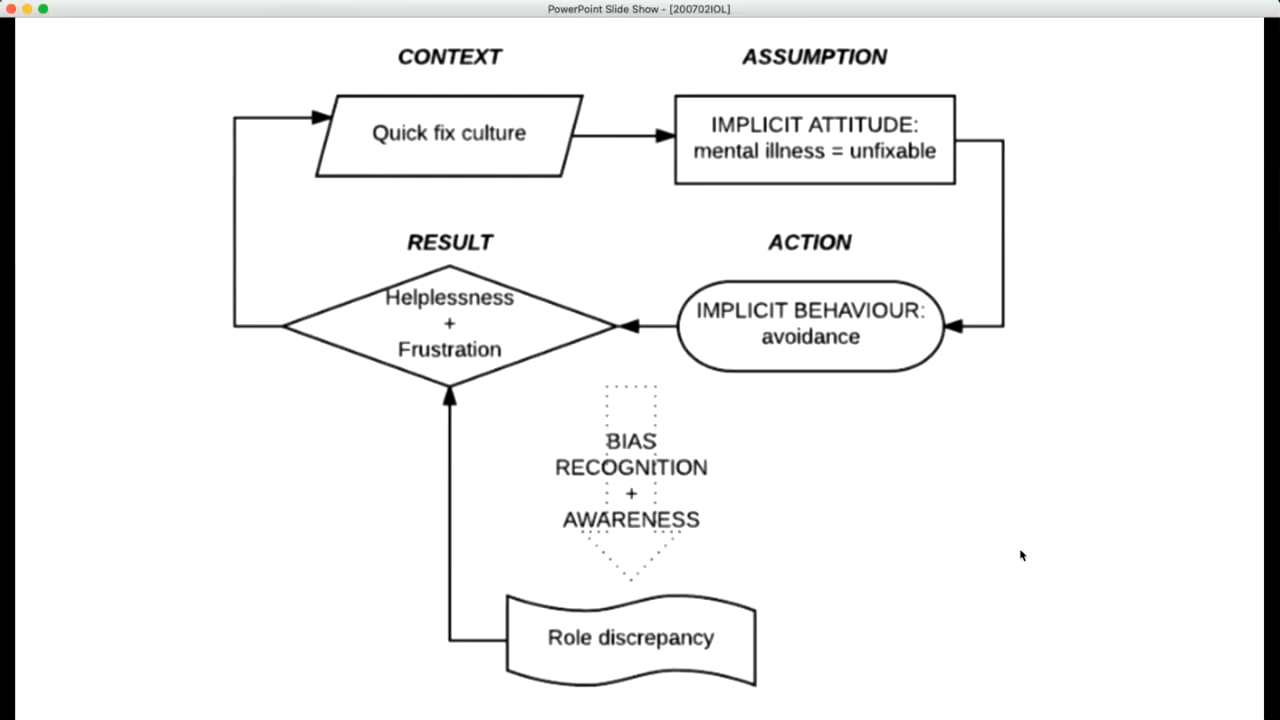 PowerPoint Slide Show - [200702IOL]
CONTEXT
ASSUMPTION
Quick fix culture
IMPLICIT ATTITUDE:
mental illness = unfixable
RESULT
ACTION
Helplessness
+
Frustration
IMPLICIT BEHAVIOUR:
avoidance
BIAS
RECOGNITION
+
AWARENESS
Role discrepancy